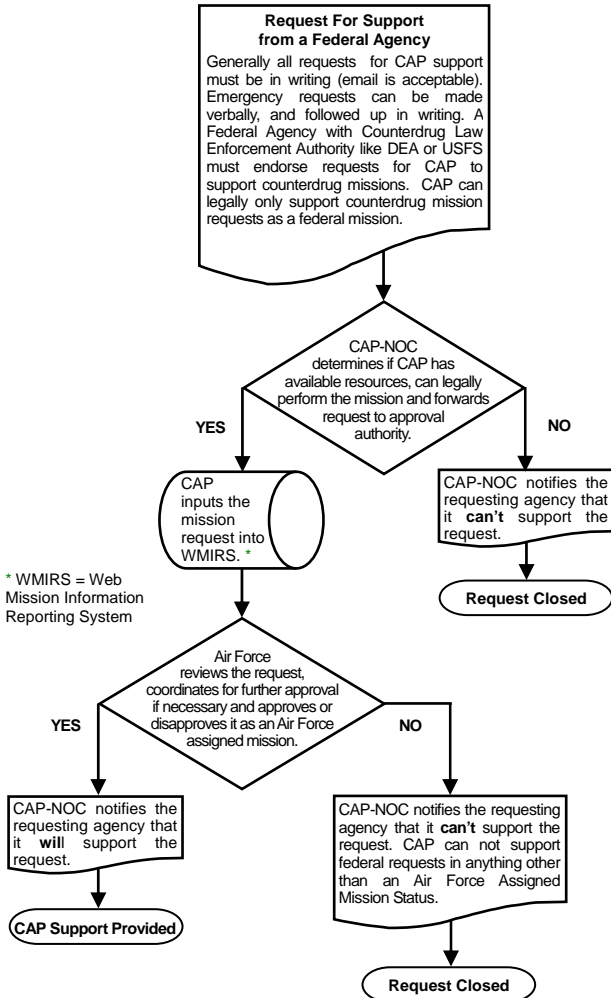 Request For Support
from a Federal Agency
Generally all requests for CAP support
must be in writing (email is acceptable).
Emergency requests can be made
verbally, and followed up in writing. A
Federal Agency with Counterdrug Law
Enforcement Authority like DEA or USFS
must endorse requests for CAP to
support counterdrug missions. CAP can
legally only support counterdrug mission
requests as a federal mission.
CAP-NOC
determines if CAP has
available resources, can legally
perform the mission and forwards
request to approval
authority.
YES
NO
CAP
inputs the
mission
request into
WMIRS. *
CAP-NOC notifies the
requesting agency that
it can't support the
request.
Request Closed
* WMIRS = Web
Mission Information
Reporting System
Air Force
reviews the request,
coordinates for further approval
if necessary and approves or
disapproves it as an Air Force
assigned mission.
YES
NO
CAP-NOC notifies the
requesting agency that
it will support the
request.
CAP Support Provided
CAP-NOC notifies the requesting
agency that it can't support the
request. CAP can not support
federal requests in anything other
than an Air Force Assigned
Mission Status.
Request Closed